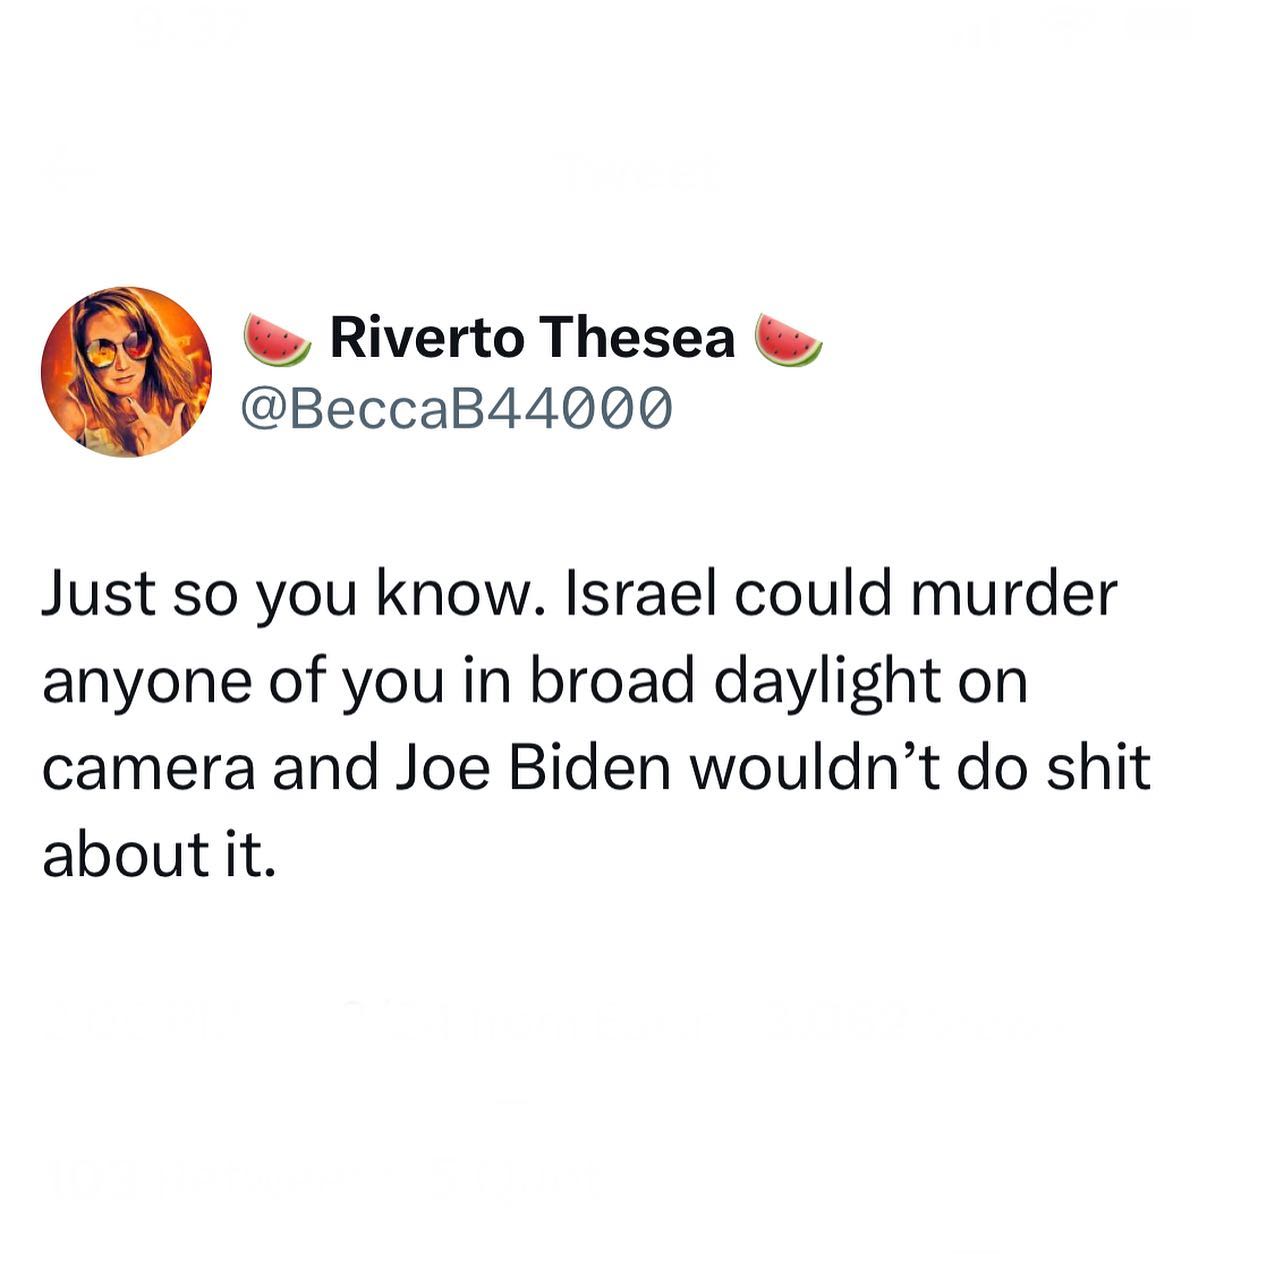 🍉 Riverto Thesea 🍉
@BeccaB44000
Just so you know. Israel could murder
anyone of you in broad daylight on
camera and Joe Biden wouldn’t do shit
about it.